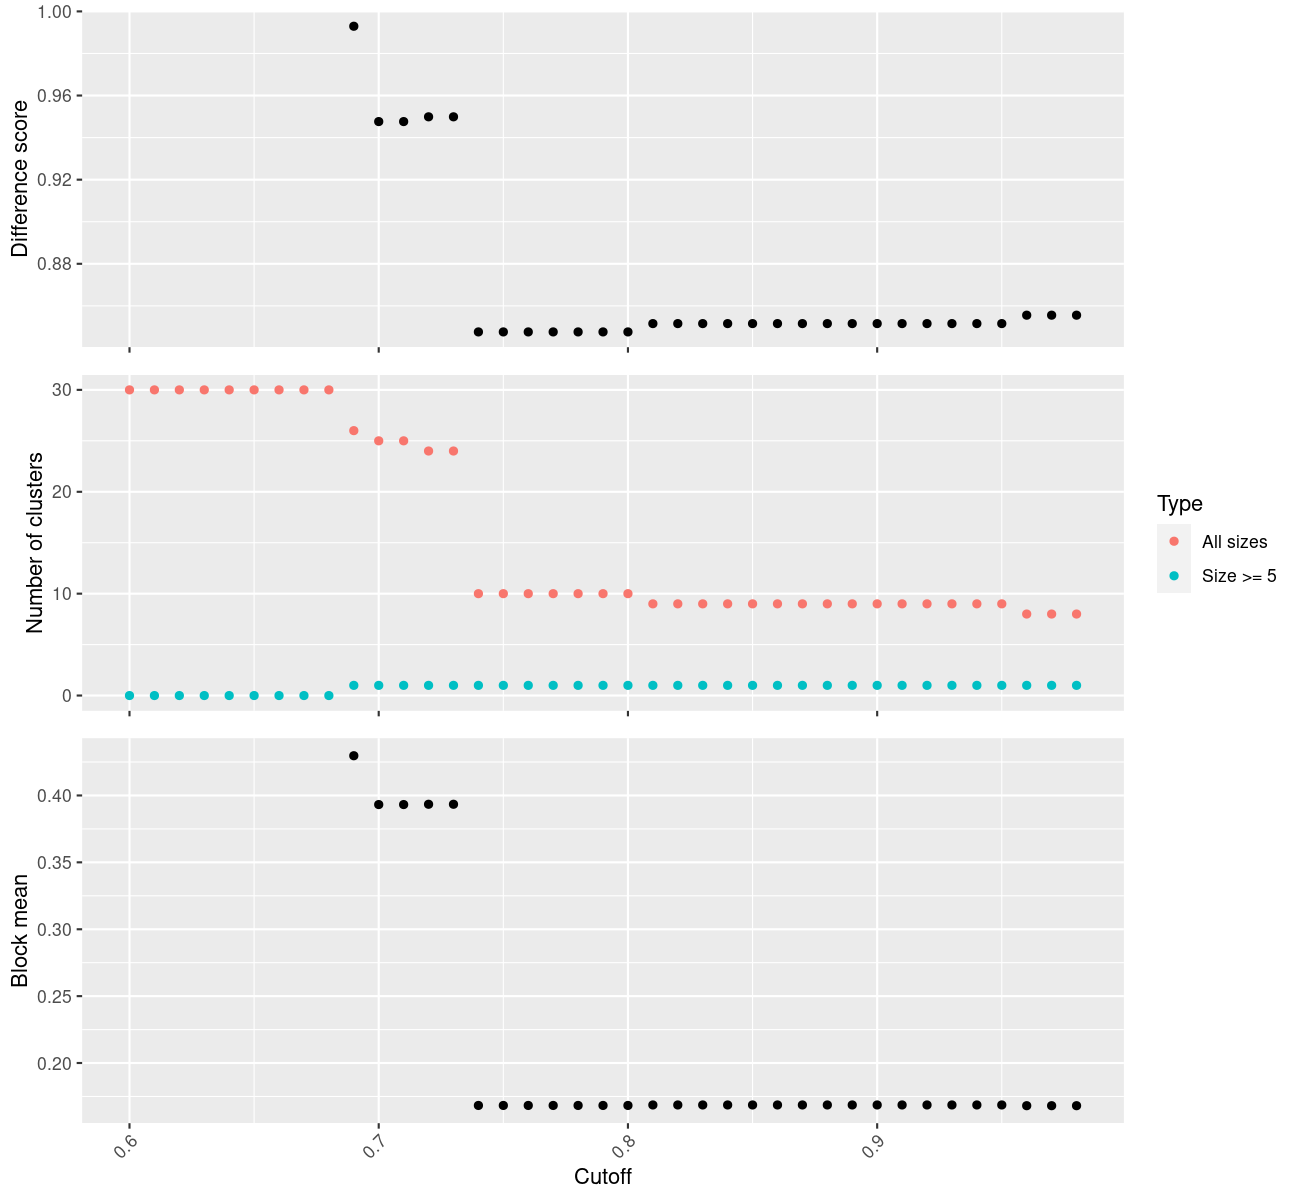 Difference score
1.00
0.96
0.92
0.88
Number of clusters
30
20
10
0
Type
All sizes
Size >= 5
Block mean
0.40
0.35
0.30
0.25
0.20
0.6 0.7 0.8 0.9
Cutoff